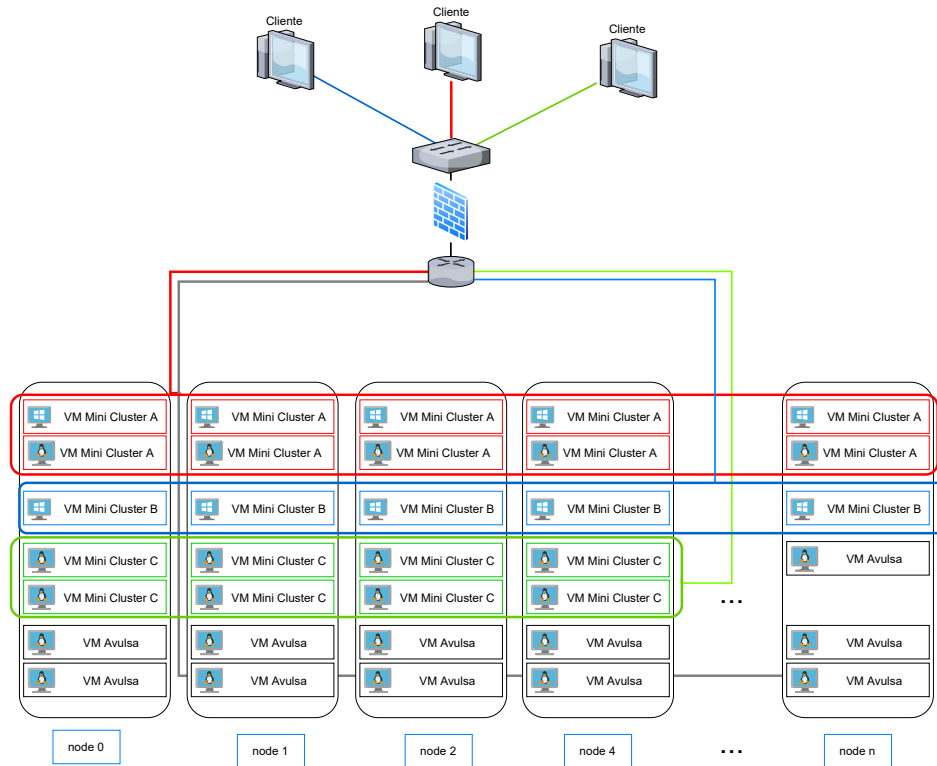 Cliente
Cliente
Cliente
VM Mini Cluster A
VM Mini Cluster A
VM Mini Cluster A
VM Mini Cluster A
VM Mini Cluster A
VM Mini Cluster A
VM Mini Cluster A
VM Mini Cluster A
VM Mini Cluster A
VM Mini Cluster A
VM Mini Cluster B
VM Mini Cluster B
VM Mini Cluster B
VM Mini Cluster B
VM Mini Cluster B
VM Mini Cluster C
VM Mini Cluster C
VM Mini Cluster C
VM Mini Cluster C
VM Avulsa
VM Mini Cluster C
VM Mini Cluster C
VM Mini Cluster C
VM Mini Cluster C
...
VM Avulsa
VM Avulsa
VM Avulsa
VM Avulsa
VM Avulsa
VM Avulsa
VM Avulsa
VM Avulsa
VM Avulsa
VM Avulsa
node 0
node 1
node 2
node 4
...
node n